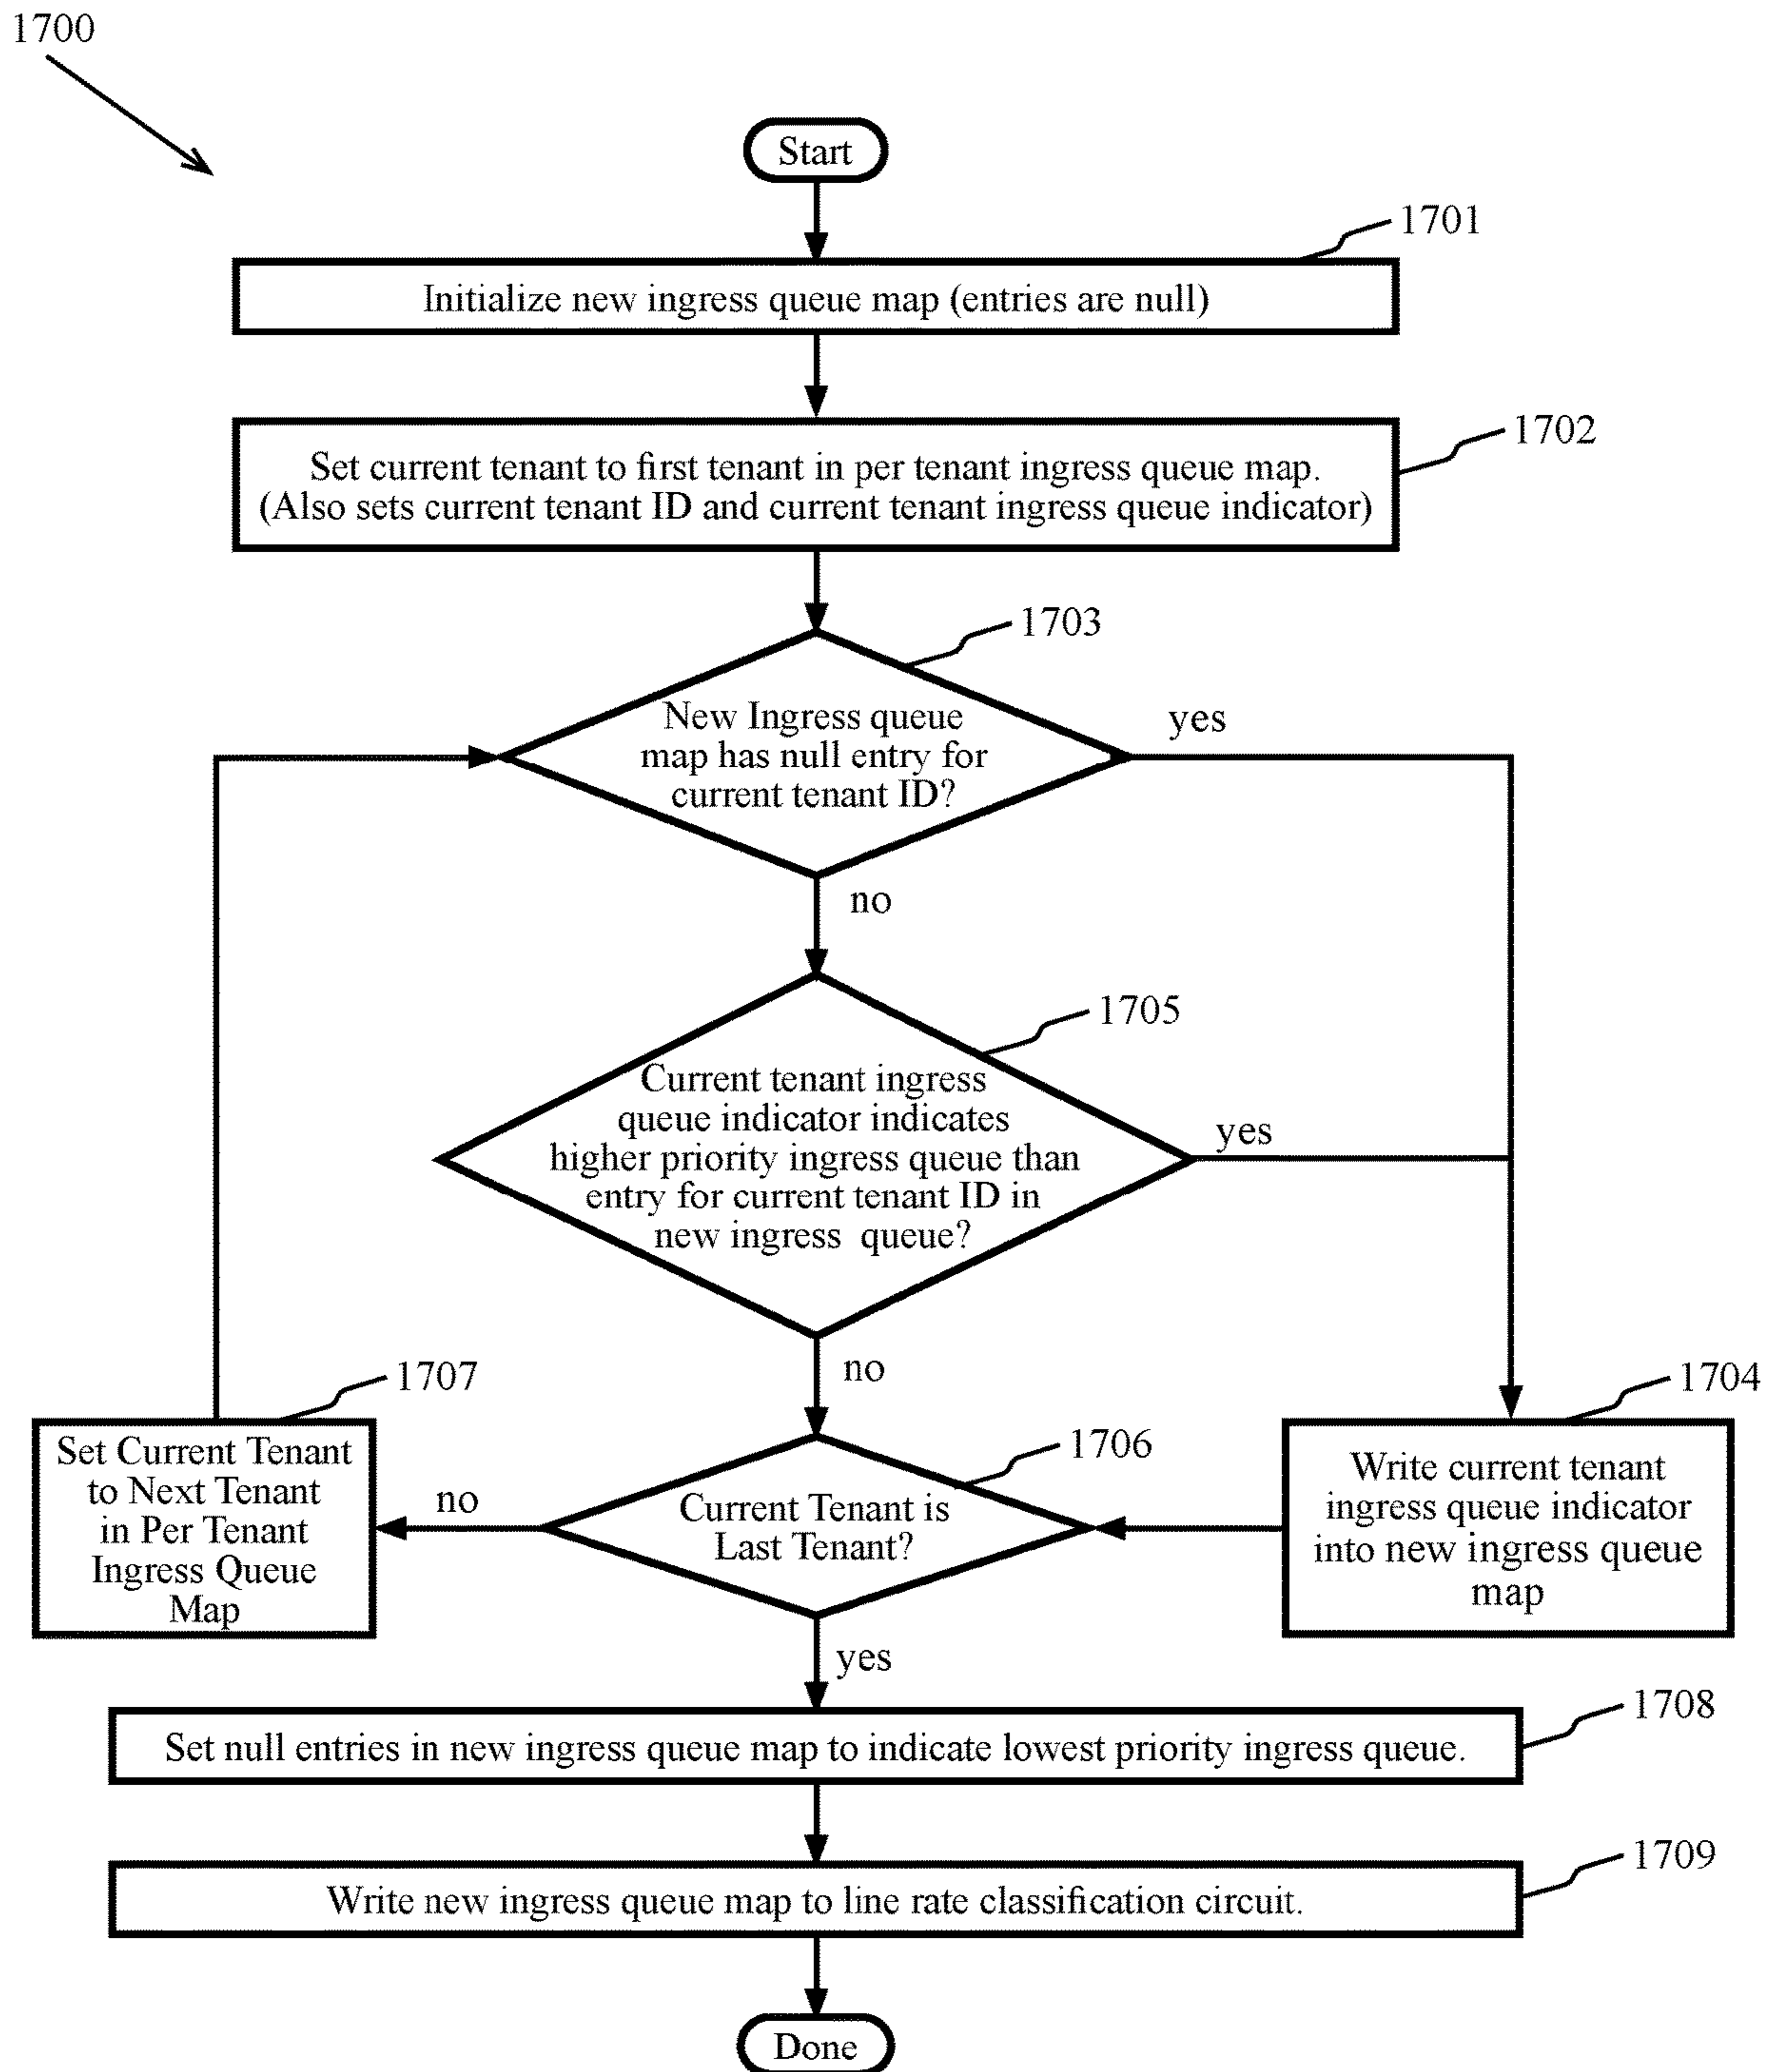 1700
Start
1701
Initialize new ingress queue map (entries are null)
1702
Set current tenant to first tenant in per tenant ingress queue map.
(Also sets current tenant ID and current tenant ingress queue indicator)
1703
New Ingress queue
map has null entry for
current tenant ID?
yes
no
1705
Current tenant ingress
queue indicator indicates
higher priority ingress queue than
entry for current tenant ID in
new ingress queue?
yes
no
1707
Set Current Tenant
to Next Tenant
in Per Tenant
Ingress Queue
Map
no
1706
Current Tenant is
Last Tenant?
1704
Write current tenant
ingress queue indicator
into new ingress queue
map
yes
1708
Set null entries in new ingress queue map to indicate lowest priority ingress queue.
1709
Write new ingress queue map to line rate classification circuit.
Done